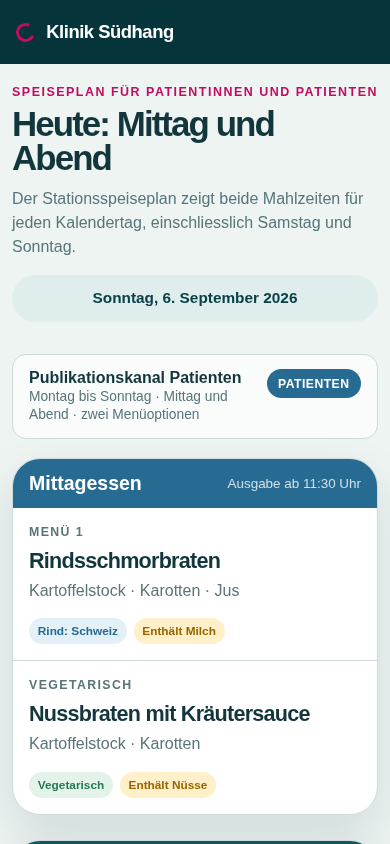 Klinik Südhang
SPEISEPLAN FÜR PATIENTINNEN UND PATIENTEN
Heute: Mittag und
Abend
Der Stationsspeiseplan zeigt beide Mahlzeiten für
jeden Kalendertag, einschliesslich Samstag und
Sonntag.
Sonntag, 6. September 2026
Publikationskanal Patienten
Montag bis Sonntag · Mittag und
Abend · zwei Menüoptionen
PATIENTEN
Mittagessen
Ausgabe ab 11:30 Uhr
MENÜ 1
Rindsschmorbraten
Kartoffelstock · Karotten · Jus
Rind: Schweiz
Enthält Milch
VEGETARISCH
Nussbraten mit Kräutersauce
Kartoffelstock · Karotten
Vegetarisch
Enthält Nüsse